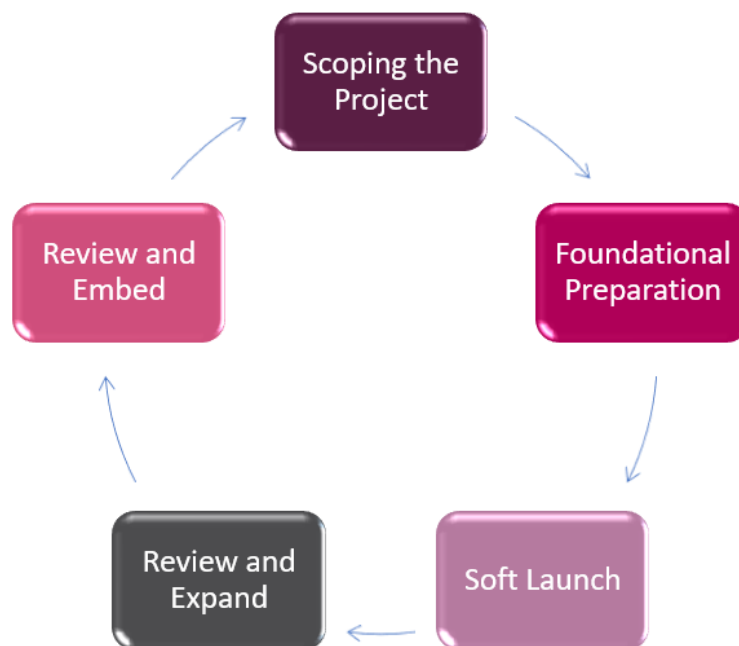 Scoping the
Project
Foundational
Preparation
Soft Launch
Review and
Expand
Review and
Embed